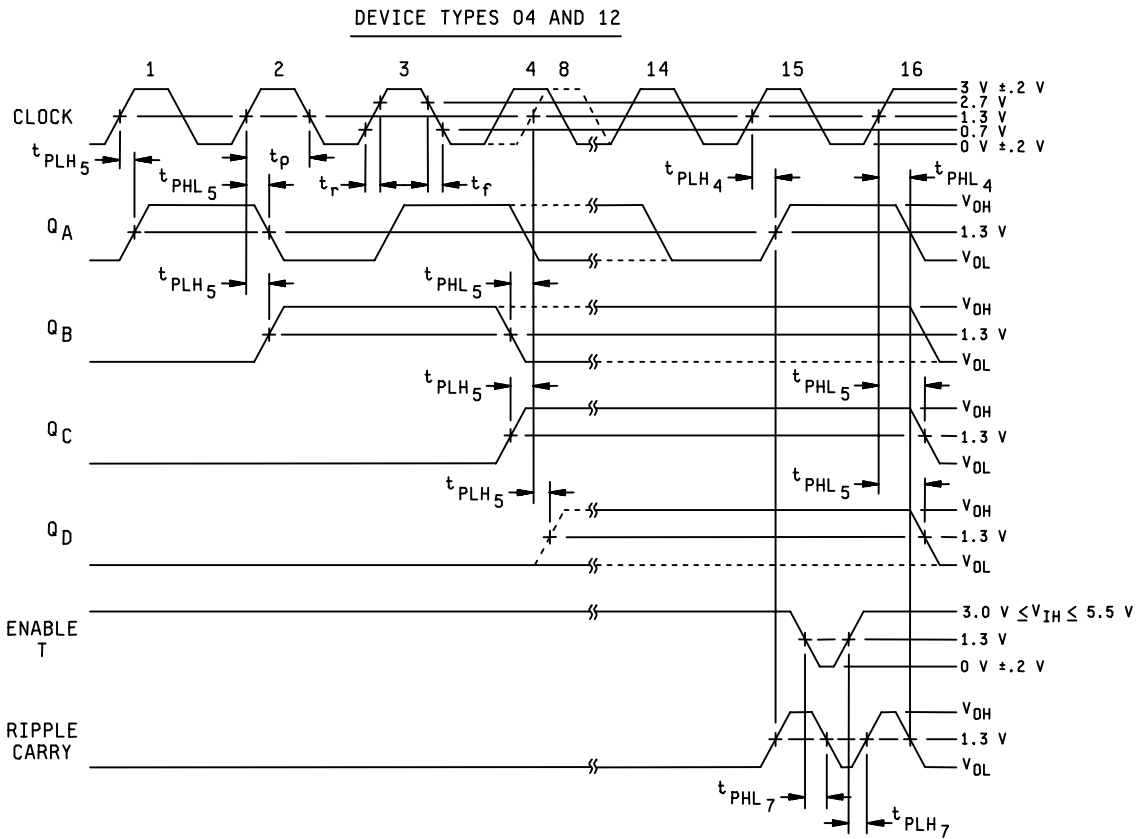 DEVICE TYPES 04 AND 12
1 2 3 4 8 14 15 16
CLOCK
3 V ±.2 V
2.7 V
1.3 V
0.7 V
0 V ±.2 V
tPLH5
tPHL5
tp
tr
tf
tPLH4
tPHL4
QA
VOH
1.3 V
VOL
tPLH5
tPHL5
QB
VOH
1.3 V
VOL
tPLH5
tPHL5
QC
VOH
1.3 V
VOL
tPLH5
tPHL5
QD
VOH
1.3 V
VOL
ENABLE
T
3.0 V ≤VIH ≤ 5.5 V
1.3 V
0 V ±.2 V
RIPPLE
CARRY
VOH
1.3 V
VOL
tPHL7
tPLH7